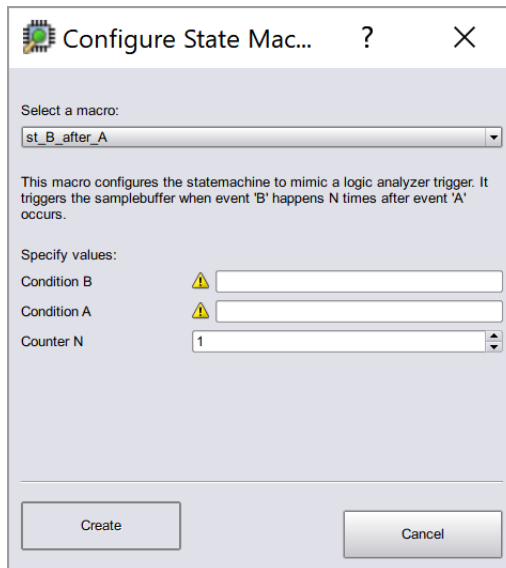 Configure State Mac... ?
Select a macro:
st_B_after_A
This macro configures the statemachine to mimic a logic analyzer trigger. It
triggers the samplebuffer when event 'B' happens N times after event 'A'
occurs.
Specify values:
Condition B
Condition A
Counter N 1
Create
Cancel